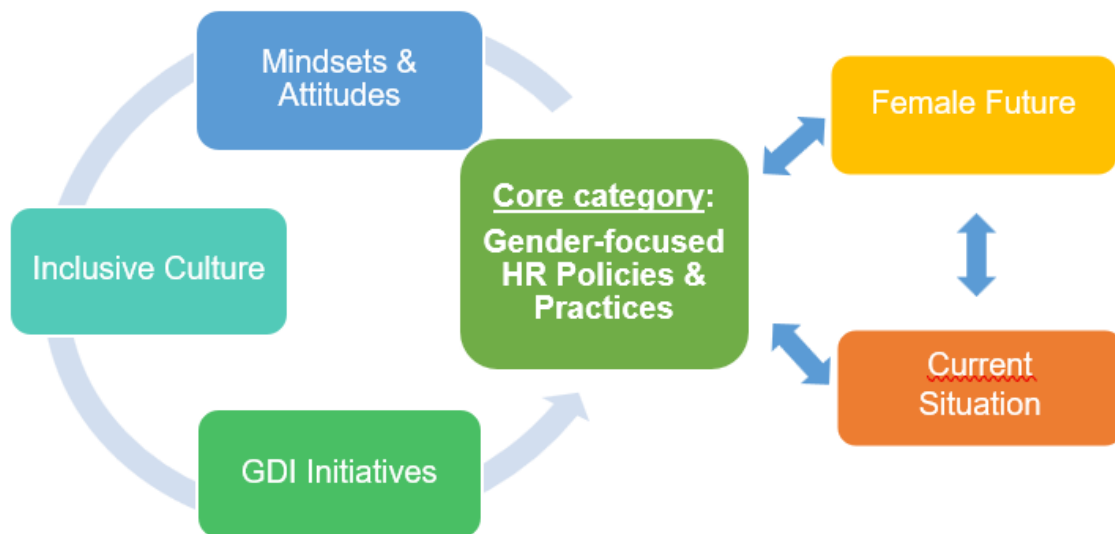 Mindsets &
Attitudes
Inclusive Culture
GDI Initiatives
Core category:
Gender-focused
HR Policies &
Practices
Female Future
Current
Situation